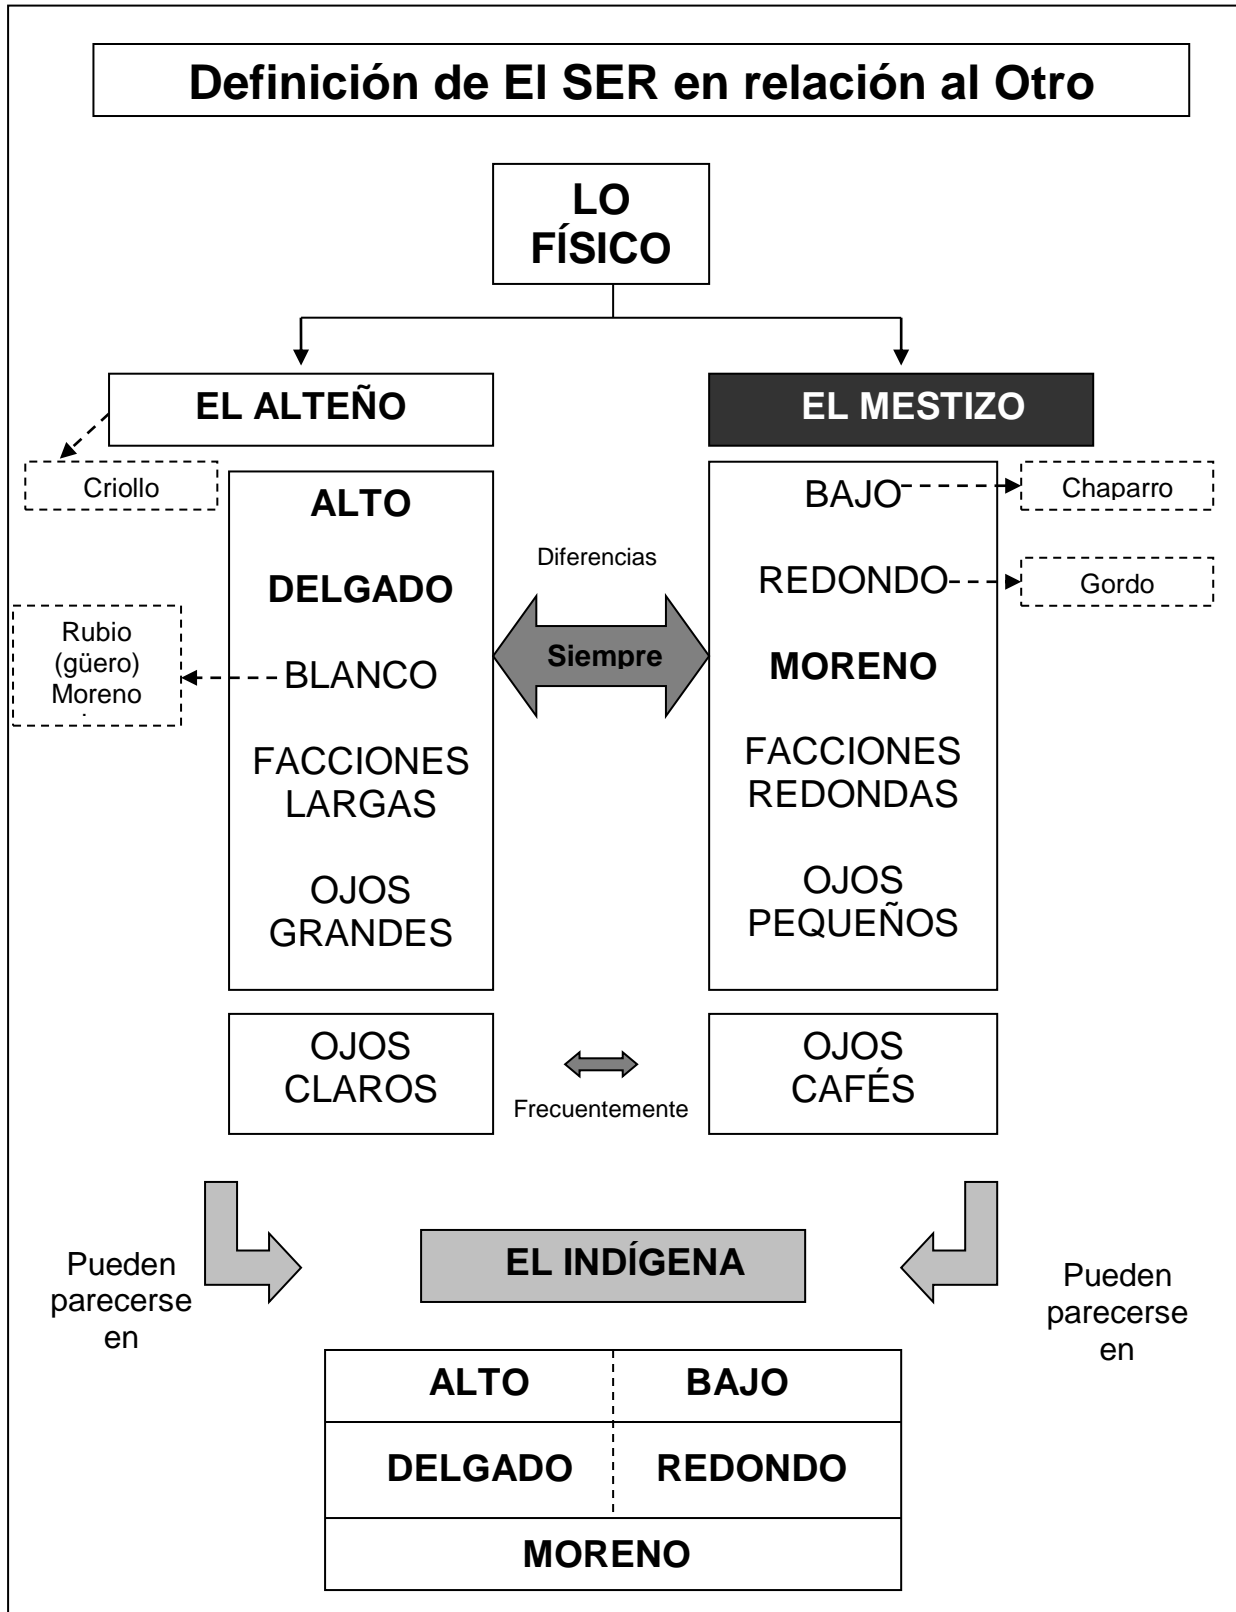 Definición de El SER en relación al Otro
LO
FÍSICO
EL ALTEÑO
EL MESTIZO
Criollo
ALTO
DELGADO
Rubio
(güero)
Moreno
BLANCO
FACCIONES
LARGAS
OJOS
GRANDES
Diferencias
Siempre
BAJO
Chaparro
REDONDO
Gordo
MORENO
FACCIONES
REDONDAS
OJOS
PEQUEÑOS
OJOS
CLAROS
Frecuentemente
OJOS
CAFÉS
Pueden
parecerse
en
EL INDÍGENA
Pueden
parecerse
en
ALTO BAJO
DELGADO REDONDO
MORENO